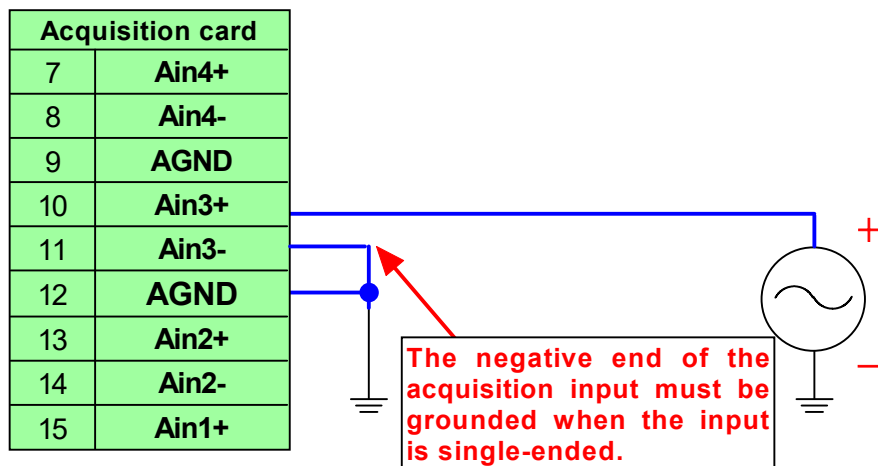 Acquisition card
7 Ain4+
8 Ain4-
9 AGND
10 Ain3+
11 Ain3-
12 AGND
13 Ain2+
14 Ain2-
15 Ain1+
+
−
The negative end of the
acquisition input must be
grounded when the input
is single-ended.